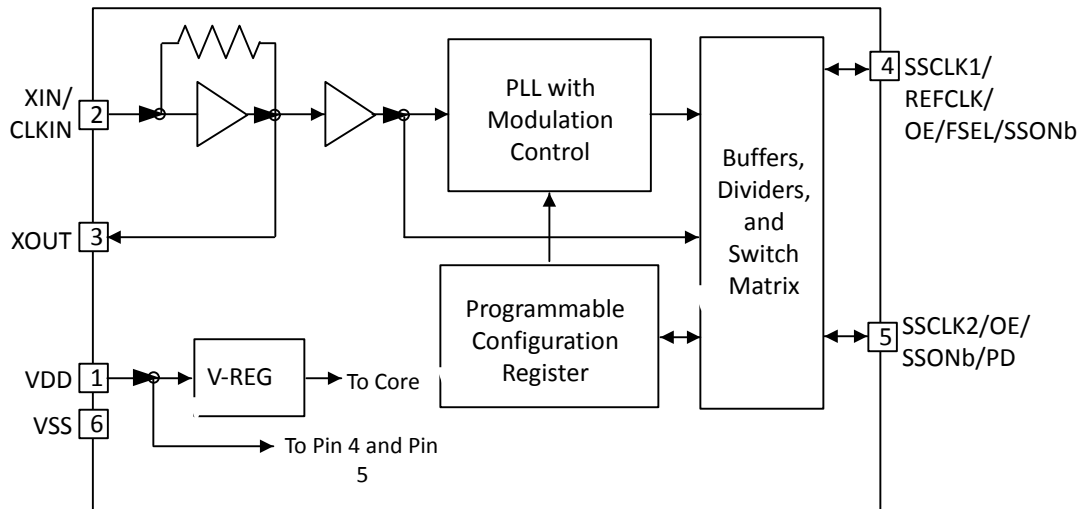 XIN/
CLKIN
2
XOUT
3
VDD
1
VSS
6
PLL with
Modulation
Control
Programmable
Configuration
Register
V-REG
To Core
To Pin 4 and Pin
5
Buffers,
Dividers,
and
Switch
Matrix
4
SSCLK1/
REFCLK/
OE/FSEL/SSONb
5
SSCLK2/OE/
SSONb/PD